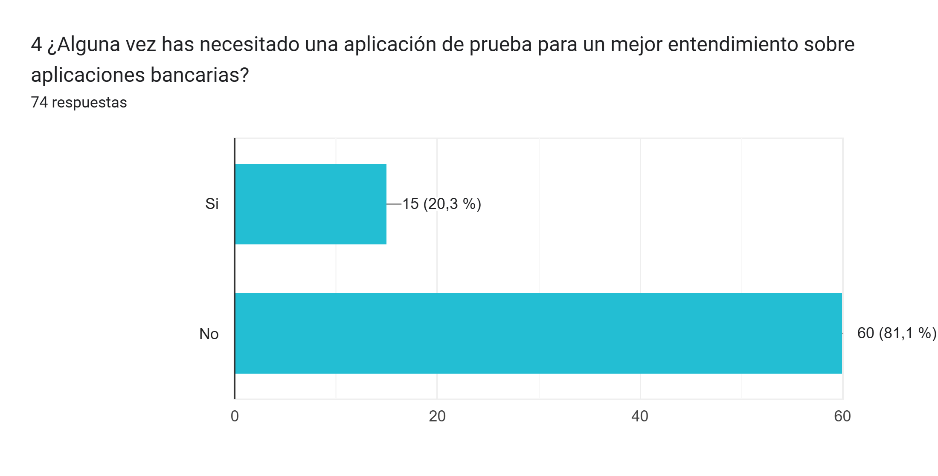 4 ¿Alguna vez has necesitado una aplicación de prueba para un mejor entendimiento sobre
aplicaciones bancarias?
74 respuestas
Si
15 (20,3 %)
No
60 (81,1 %)
0
20
40
60